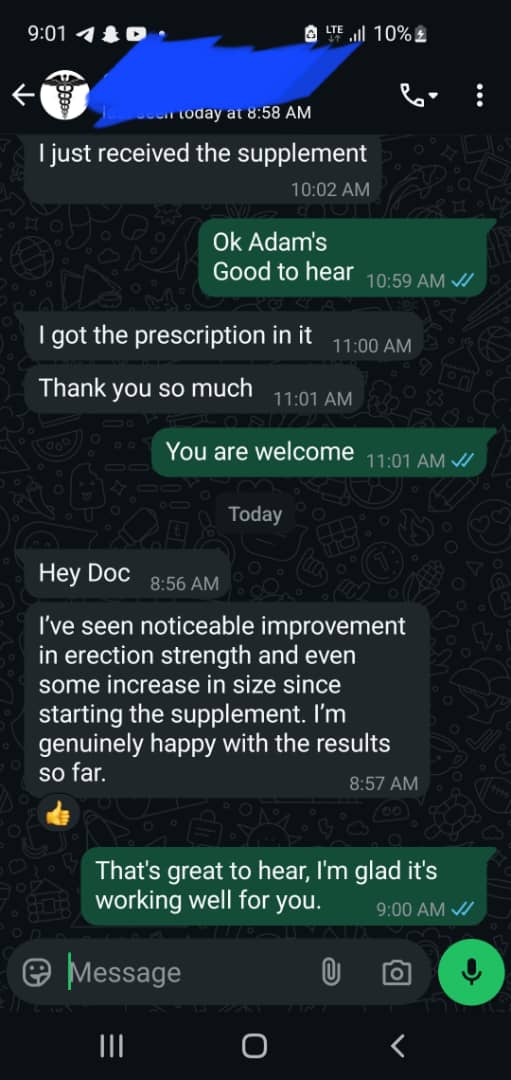 9:01
LTE
10%
today at 8:58 AM
I just received the supplement
10:02 AM
Ok Adam's
Good to hear 10:59 AM
I got the prescription in it 11:00 AM
Thank you so much 11:01 AM
You are welcome 11:01 AM
Today
Hey Doc 8:56 AM
I've seen noticeable improvement
in erection strength and even
some increase in size since
starting the supplement. I'm
genuinely happy with the results
so far.
8:57 AM
That's great to hear, I'm glad it's
working well for you. 9:00 AM
Message